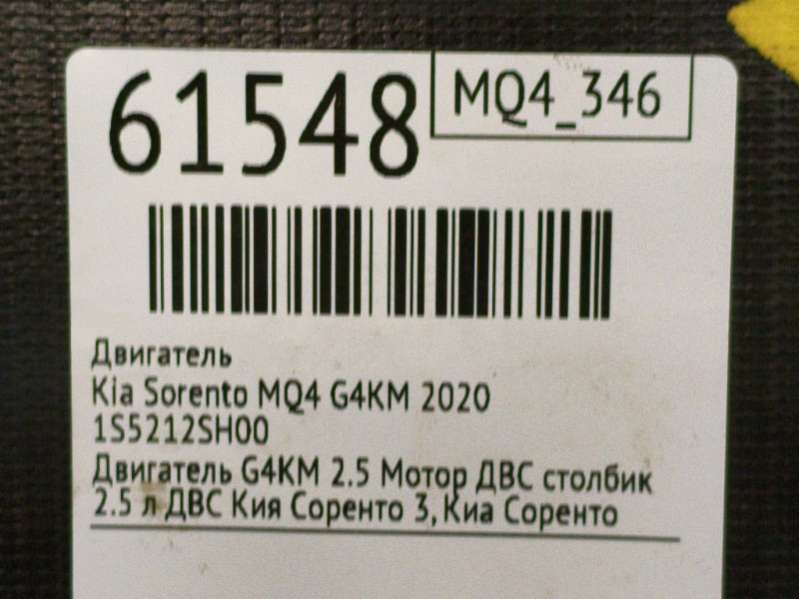 61548
MQ4_346
Двигатель
Kia Sorento MQ4 G4KM 2020
1S5212SH00
Двигатель G4KM 2.5 Мотор ДВС столбик
2.5 л ДВС Кия Соренто 3, Киа Соренто